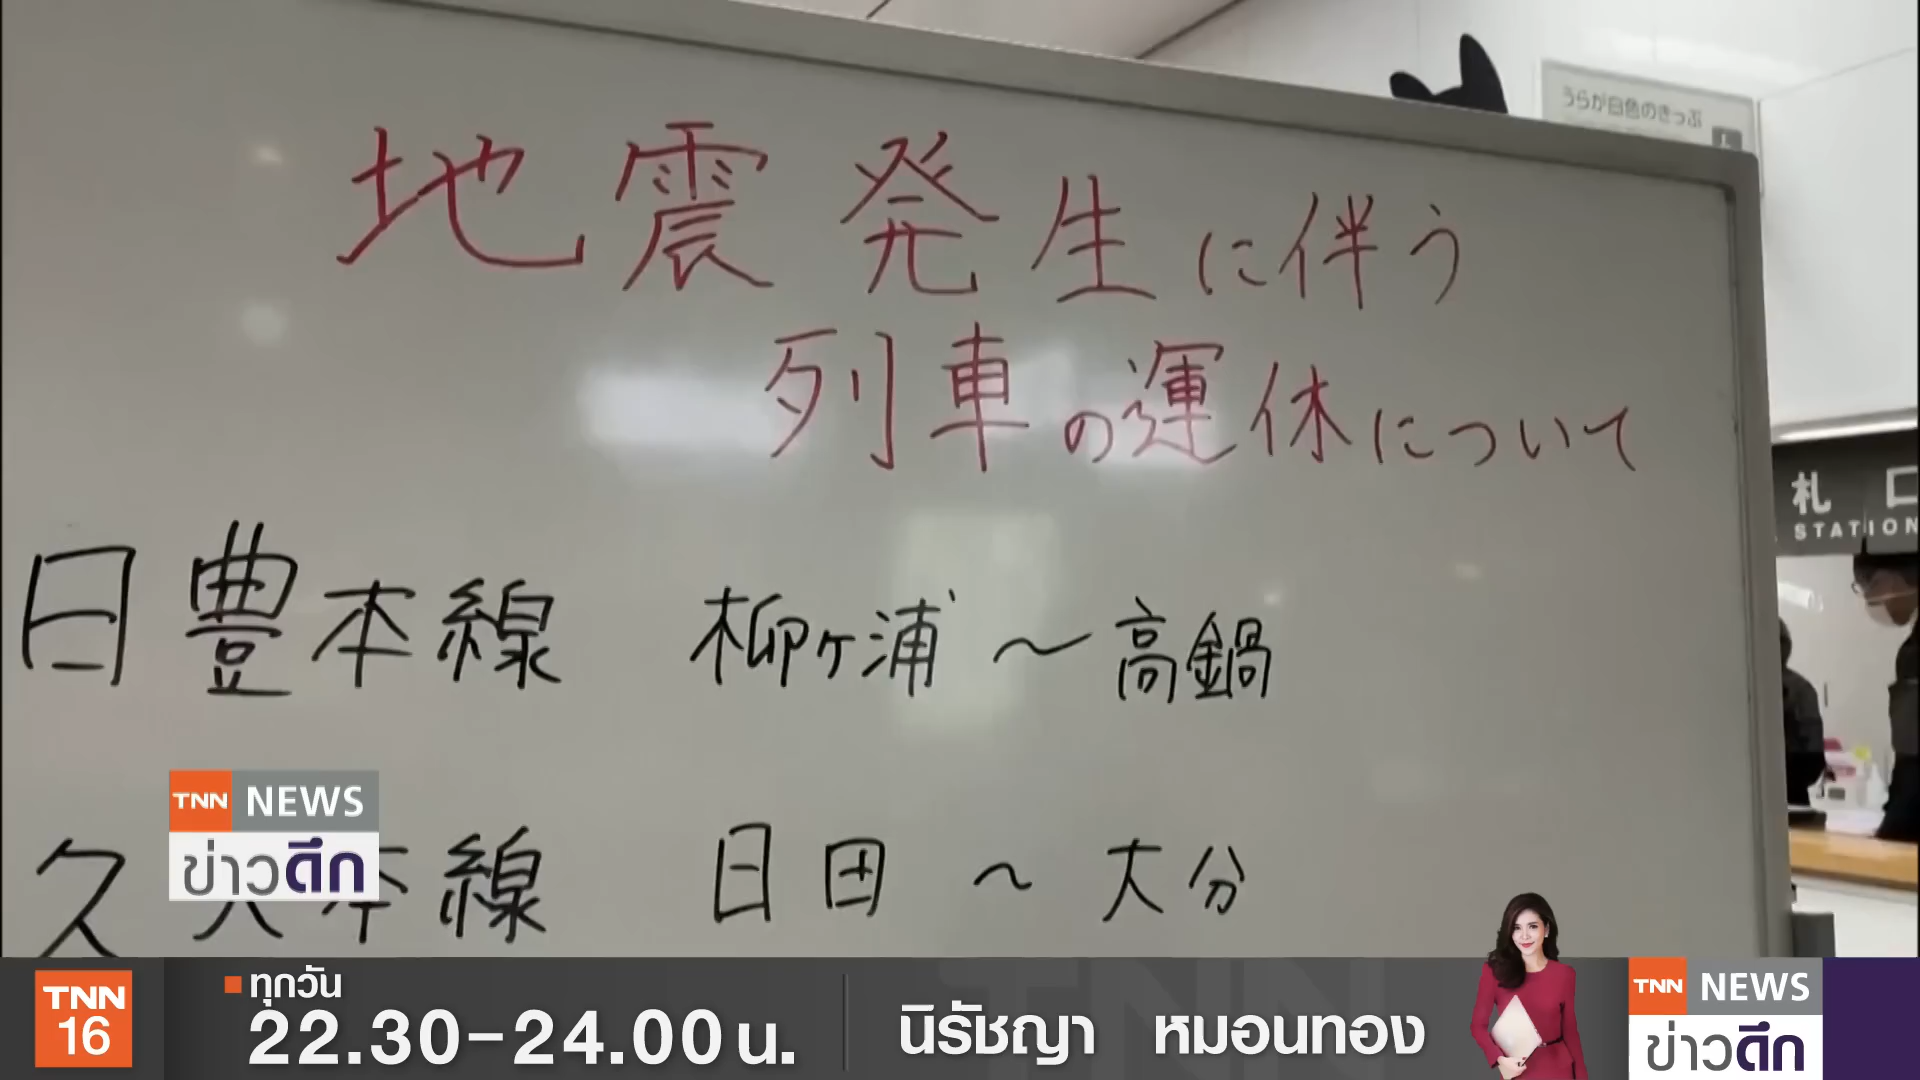 うらが白色のきっぷ
地震発生に伴う
列車の運休について
札口
STATION
日豊本線 柳ヶ浦～高鍋
久大本線 日田～大分
TNN NEWS
ข่าวดึก
TNN
16
ทุกวัน
22.30-24.00 น.
นิรัชญา หมอนทอง
TNN NEWS
ข่าวดึก